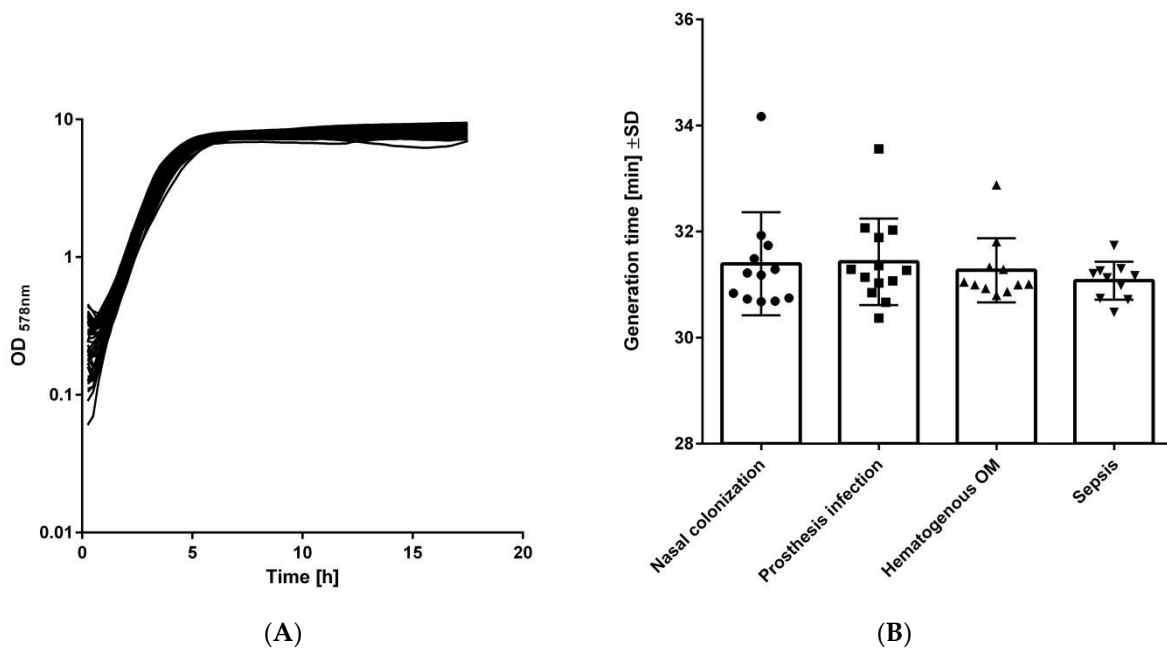 10
1
0.1
0.01
OD 578nm
0
5
10
15
20
Time [h]
(A)
36
34
32
30
28
Generation time [min] ±SD
Nasal colonization
Prosthesis infection
Hematogenous OM
Sepsis
(B)